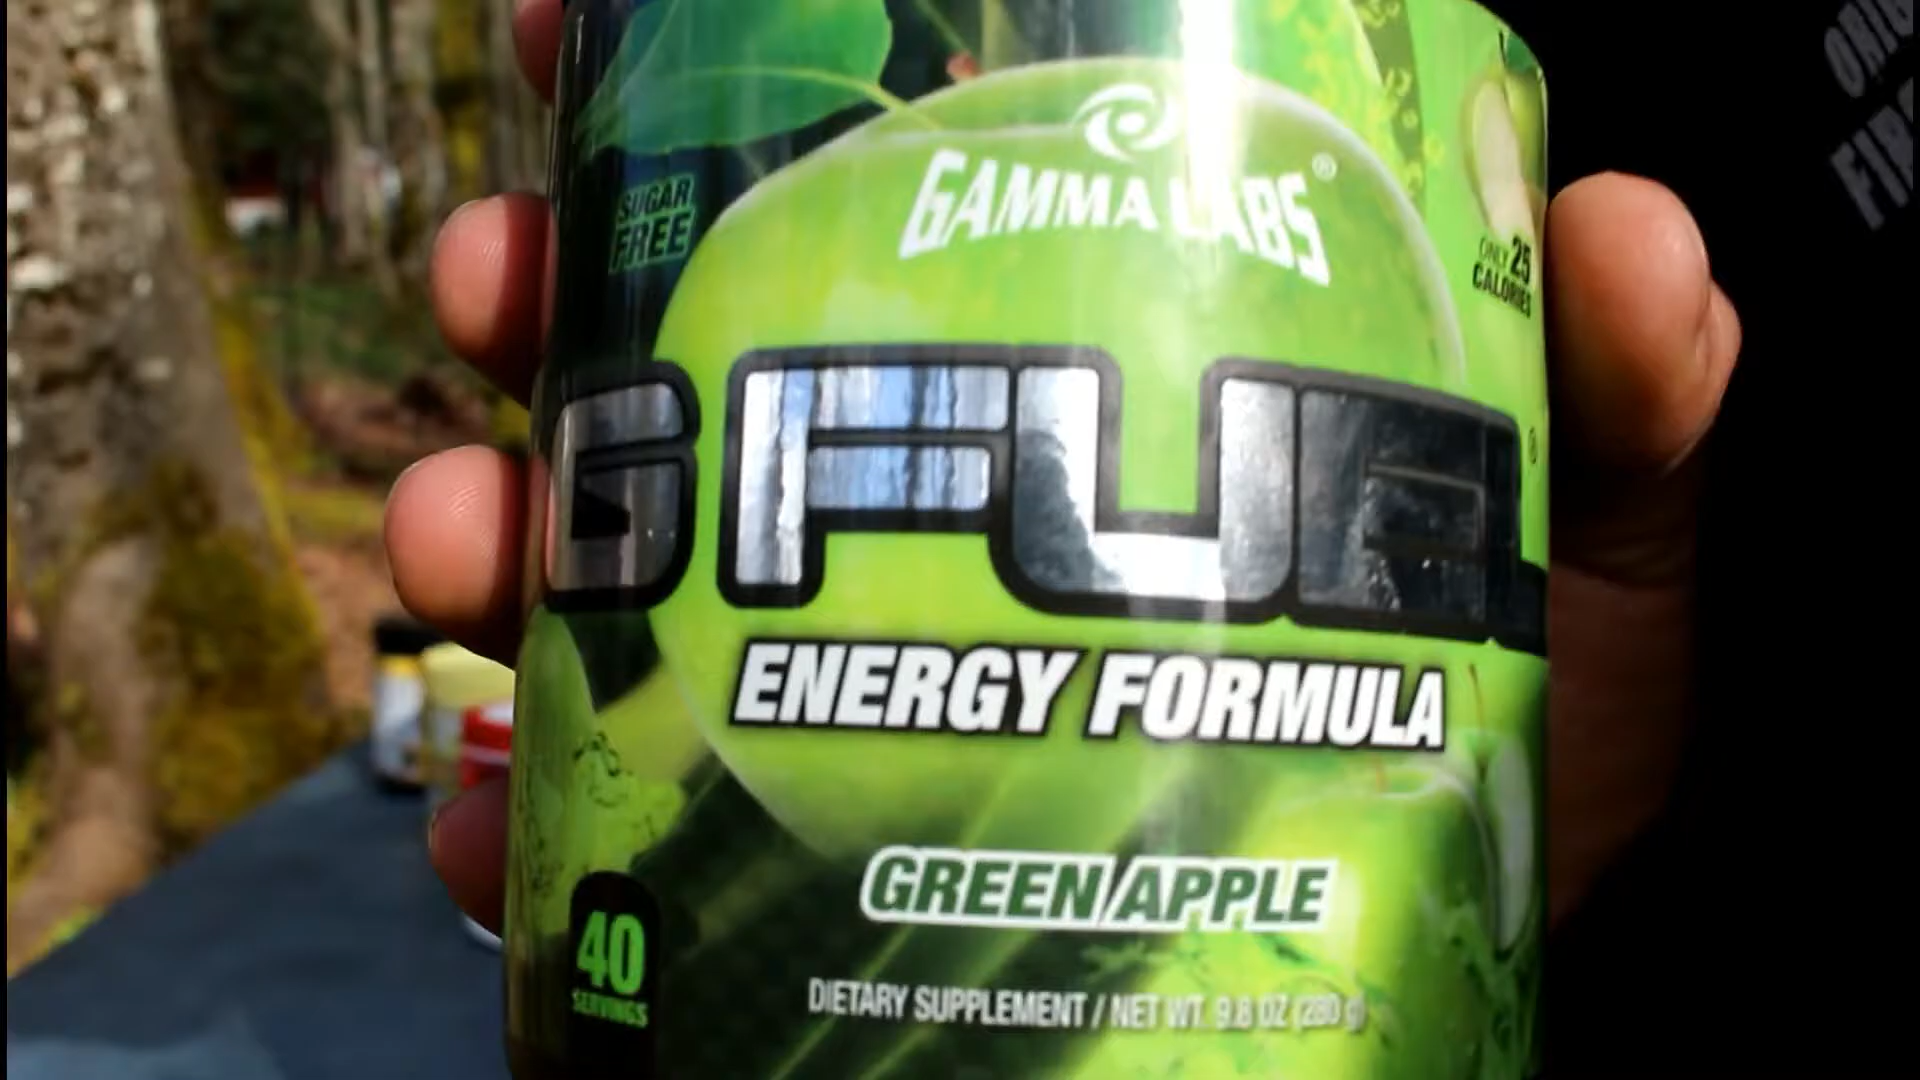 GAMMA LABS®
SUGAR
FREE
ONLY 25
CALORIES
G FUEL®
ENERGY FORMULA
GREEN APPLE
40
SERVINGS
DIETARY SUPPLEMENT / NET WT. 9.8 OZ (280 g)